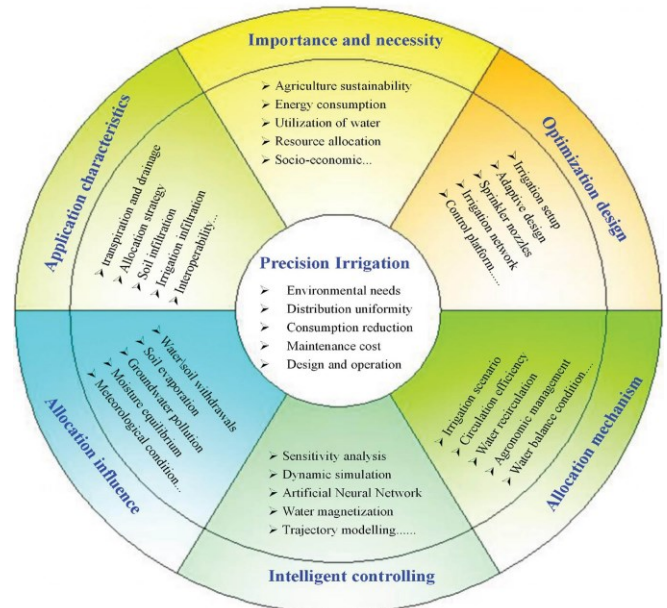 Importance and necessity
➤ Agriculture sustainability
➤ Energy consumption
➤ Utilization of water
➤ Resource allocation
➤ Socio-economic...
Optimization design
➤ Irrigation setup
➤ Adaptive design
➤ Sprinkler nozzles
➤ Irrigation network
➤ Control platform......
Allocation mechanism
➤ Irrigation scenario
➤ Circulation efficiency
➤ Water recirculation
➤ Agronomic management
➤ Water balance condition....
Intelligent controlling
➤ Sensitivity analysis
➤ Dynamic simulation
➤ Artificial Neural Network
➤ Water magnetization
➤ Trajectory modelling......
Allocation influence
➤ Water\soil withdrawals
➤ Soil evaporation
➤ Groundwater pollution
➤ Moisture equilibrium
➤ Meteorological condition...
Application characteristics
➤ transpiration and drainage
➤ Allocation strategy
➤ Soil infiltration
➤ Irrigation infiltration
➤ Interoperability...
Precision Irrigation
➤ Environmental needs
➤ Distribution uniformity
➤ Consumption reduction
➤ Maintenance cost
➤ Design and operation